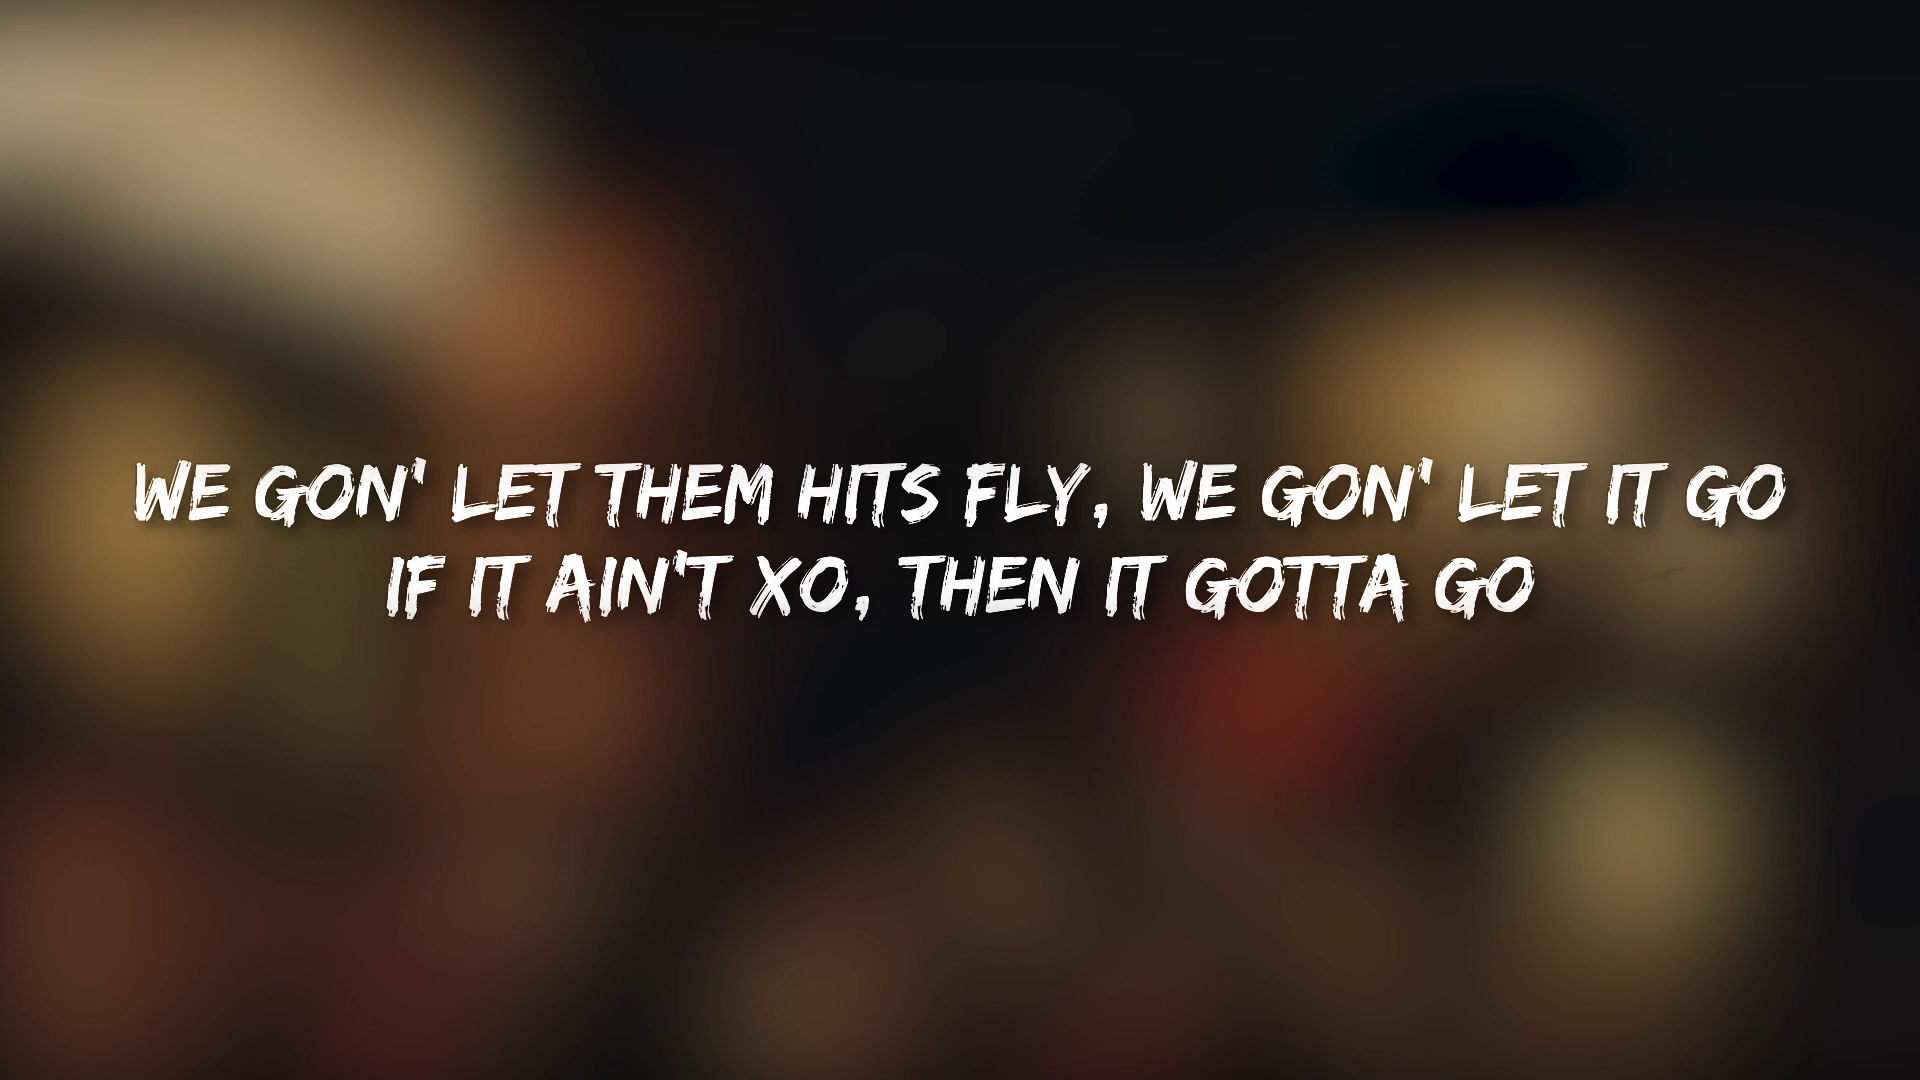 WE GON' LET THEM HITS FLY, WE GON' LET IT GO
IF IT AIN'T XO, THEN IT GOTTA GO